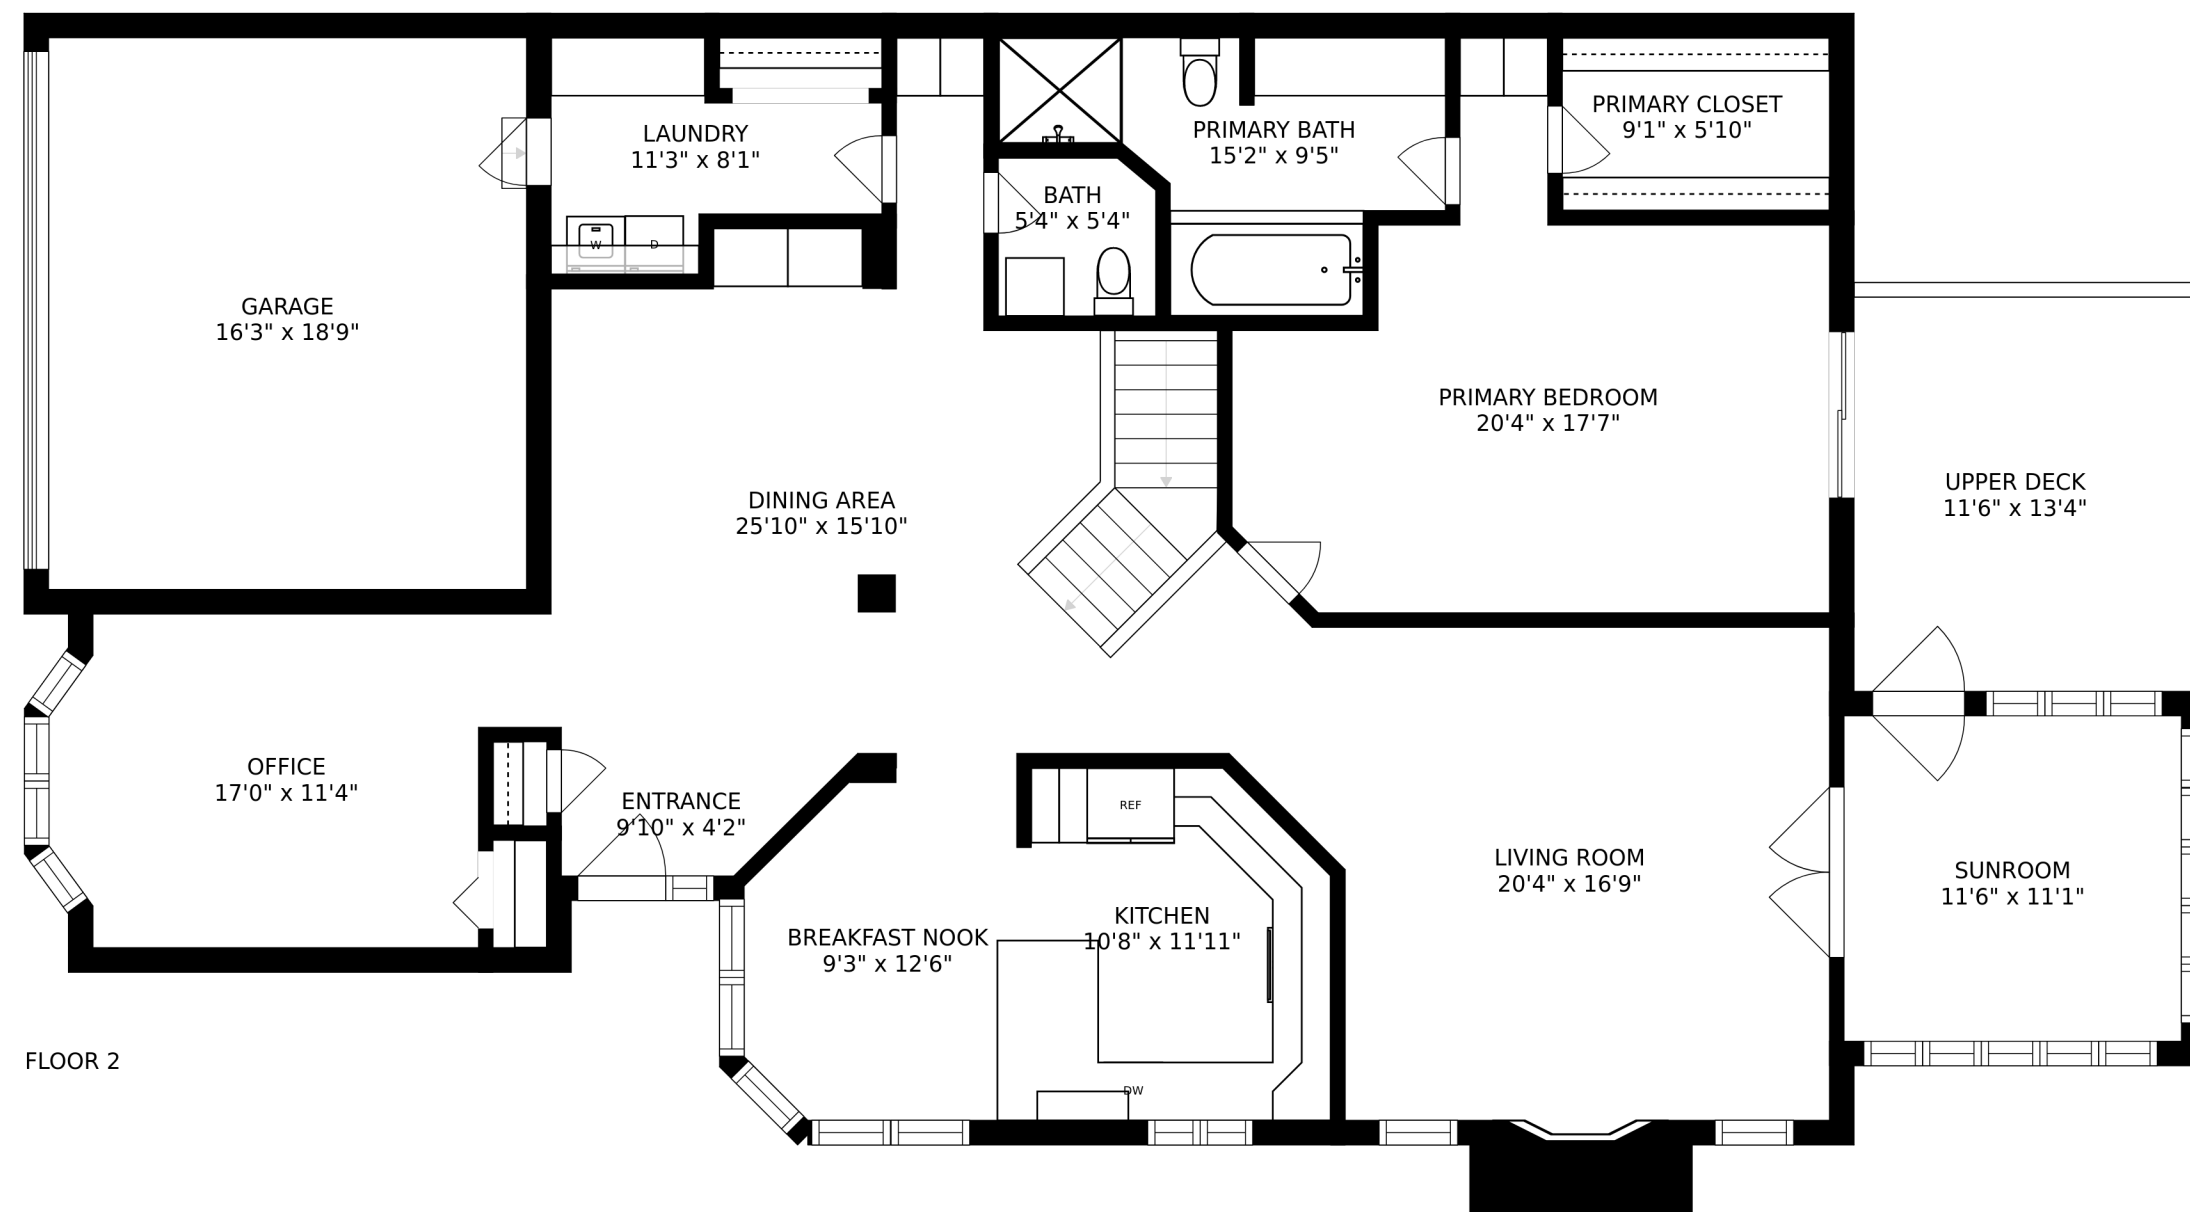 PRIMARY CLOSET
9'1" x 5'10"
LAUNDRY
11'3" x 8'1"
PRIMARY BATH
15'2" x 9'5"
BATH
5'4" x 5'4"
W
D
GARAGE
16'3" x 18'9"
PRIMARY BEDROOM
20'4" x 17'7"
UPPER DECK
11'6" x 13'4"
DINING AREA
25'10" x 15'10"
OFFICE
17'0" x 11'4"
ENTRANCE
9'10" x 4'2"
REF
LIVING ROOM
20'4" x 16'9"
SUNROOM
11'6" x 11'1"
KITCHEN
10'8" x 11'11"
BREAKFAST NOOK
9'3" x 12'6"
FLOOR 2
DW